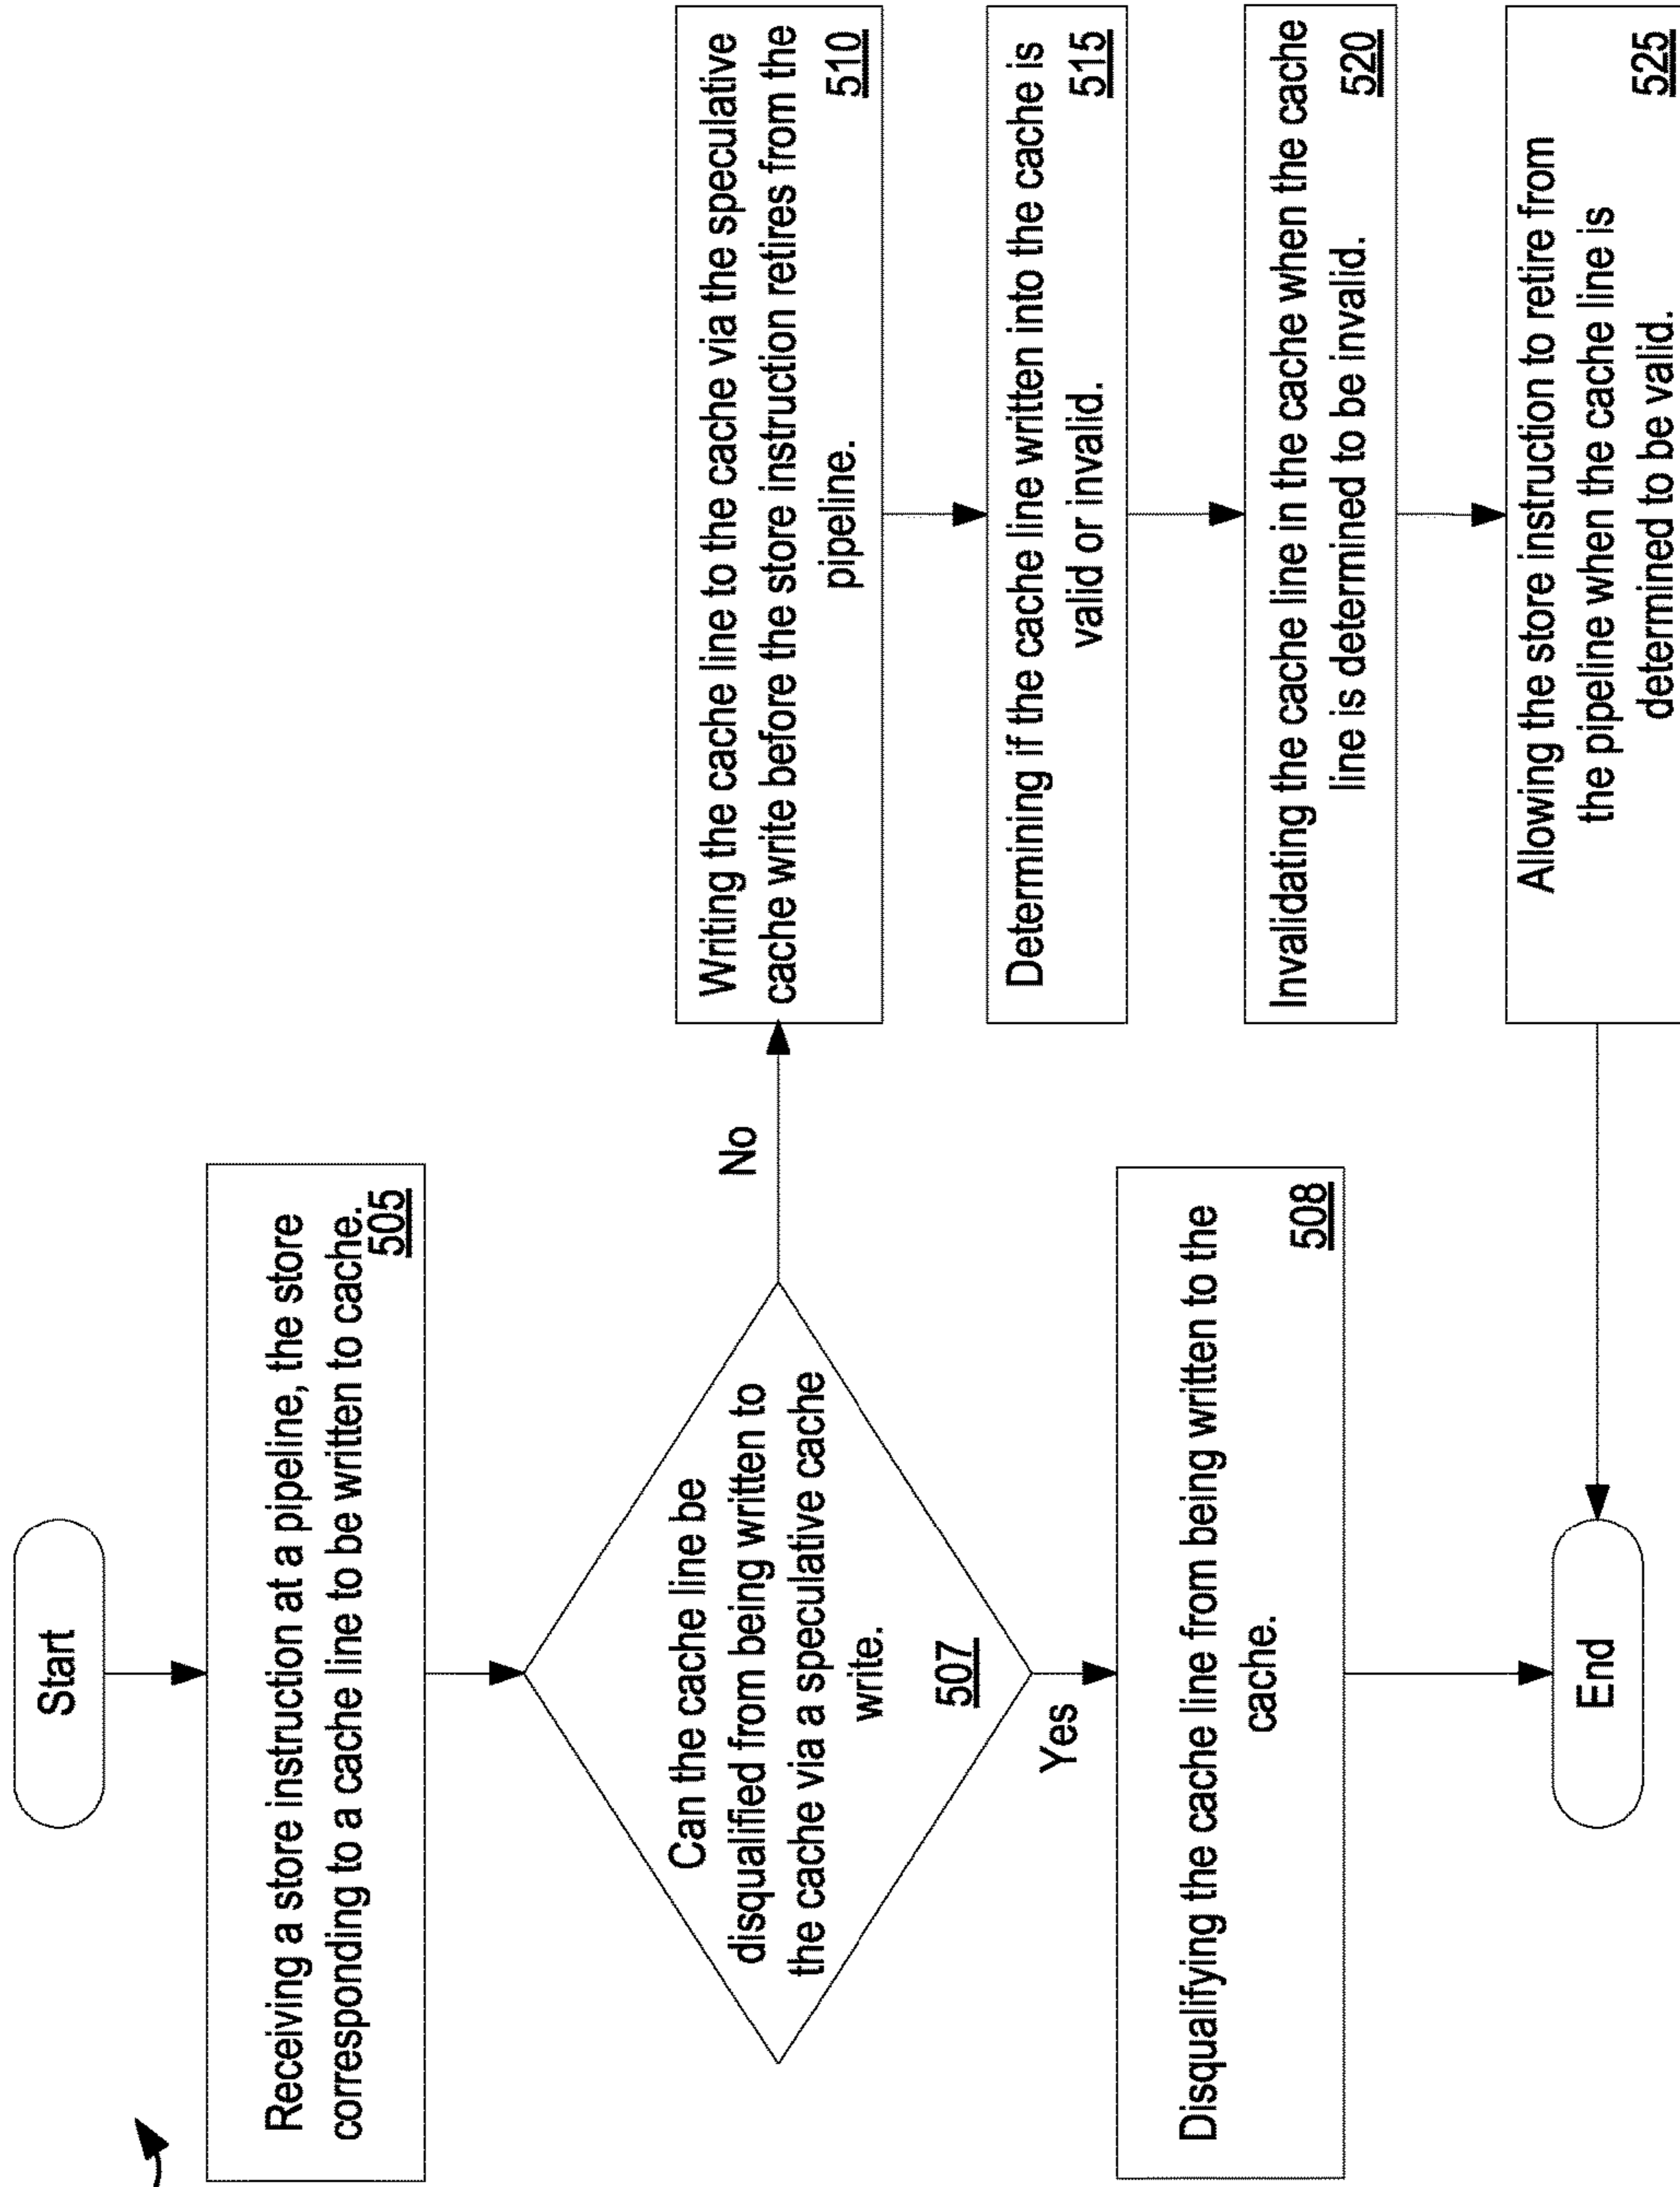 Start
Receiving a store instruction at a pipeline, the store
corresponding to a cache line to be written to cache.
505
Can the cache line be
disqualified from being written to
the cache via a speculative cache
write.
507
No
Yes
Disqualifying the cache line from being written to the
cache.
508
Writing the cache line to the cache via the speculative
cache write before the store instruction retires from the
pipeline.
510
Determining if the cache line written into the cache is
valid or invalid.
515
Invalidating the cache line in the cache when the cache
line is determined to be invalid.
520
Allowing the store instruction to retire from
the pipeline when the cache line is
determined to be valid.
525
End